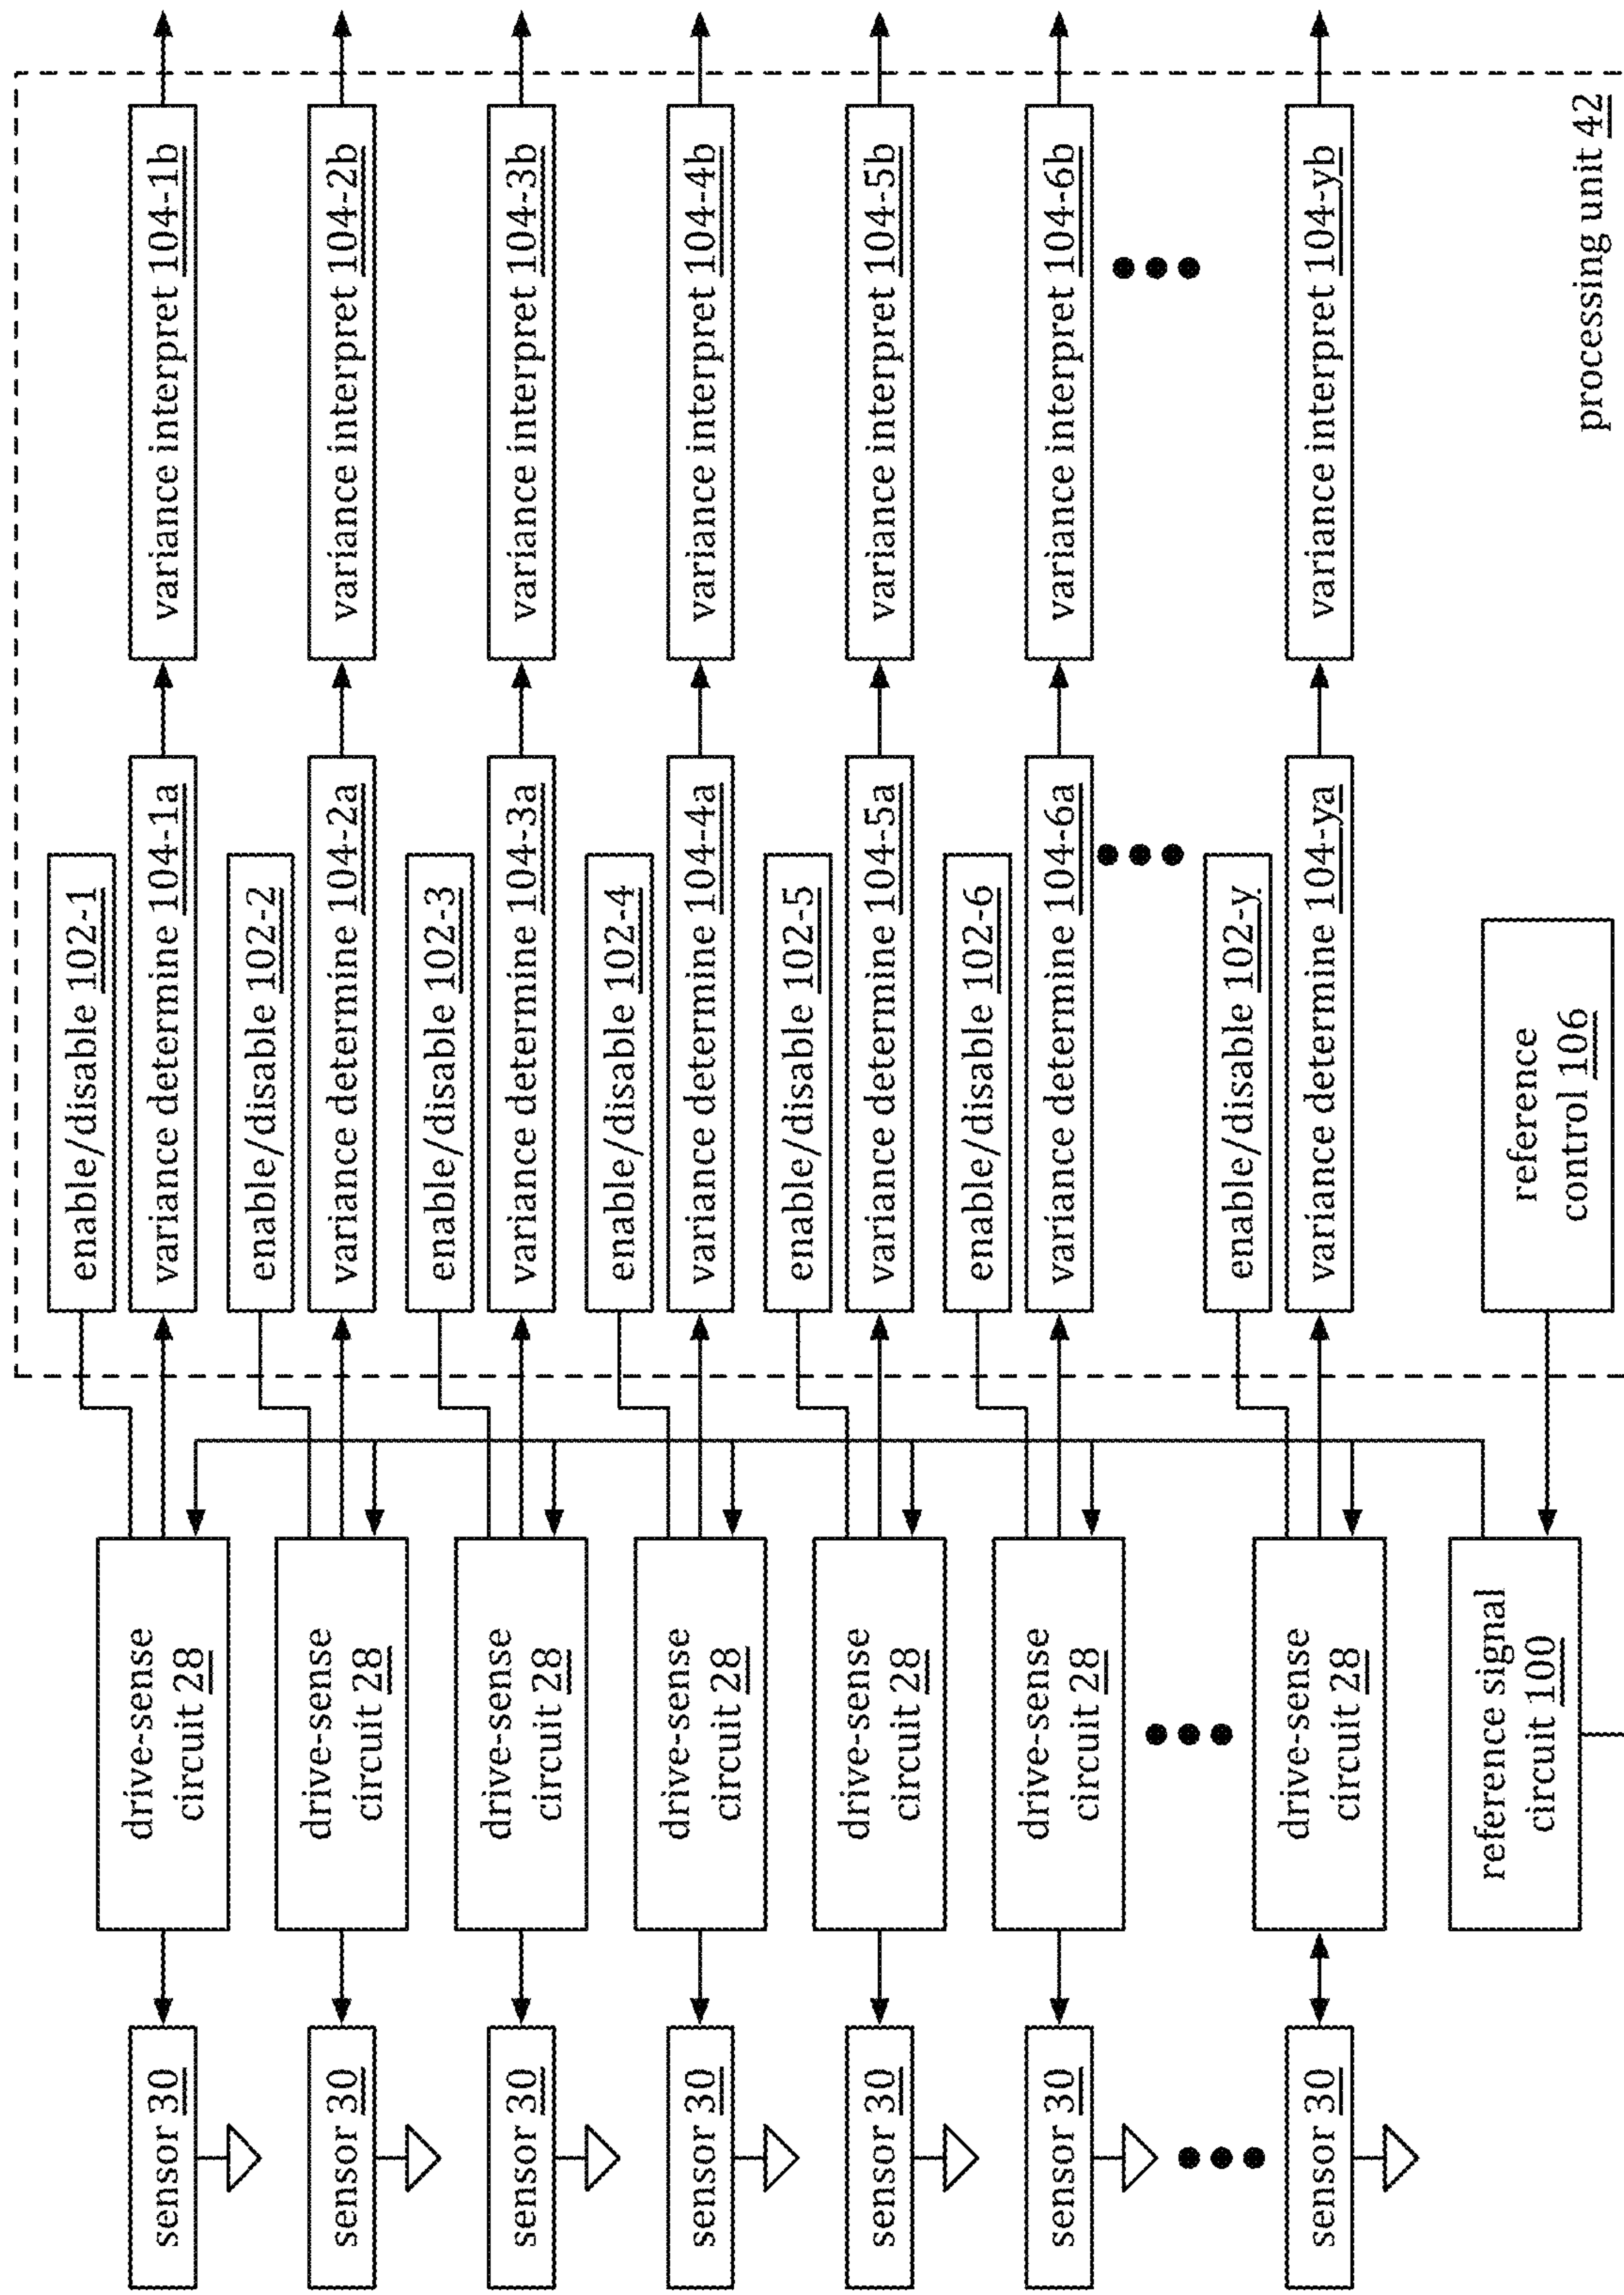 sensor 30
drive-sense
circuit 28
enable/disable 102-1
variance determine 104-1a
variance interpret 104-1b
sensor 30
drive-sense
circuit 28
enable/disable 102-2
variance determine 104-2a
variance interpret 104-2b
sensor 30
drive-sense
circuit 28
enable/disable 102-3
variance determine 104-3a
variance interpret 104-3b
sensor 30
drive-sense
circuit 28
enable/disable 102-4
variance determine 104-4a
variance interpret 104-4b
sensor 30
drive-sense
circuit 28
enable/disable 102-5
variance determine 104-5a
variance interpret 104-5b
sensor 30
drive-sense
circuit 28
enable/disable 102-6
variance determine 104-6a
variance interpret 104-6b
sensor 30
drive-sense
circuit 28
enable/disable 102-y
variance determine 104-ya
variance interpret 104-yb
reference signal
circuit 100
reference
control 106
processing unit 42